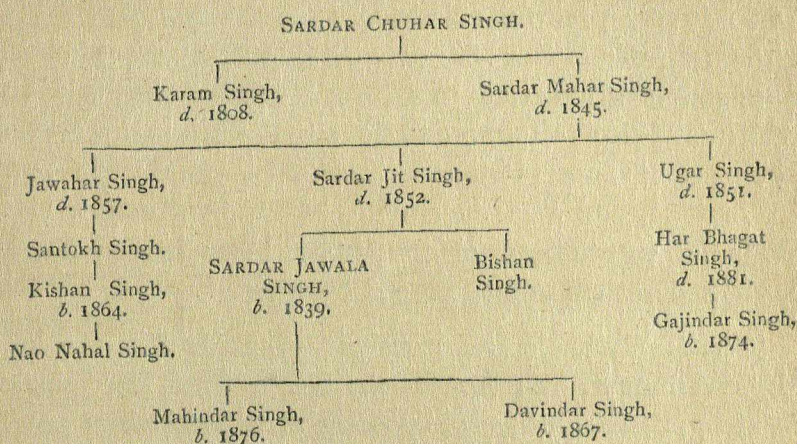 SARDAR CHUHAR SINGH.
Karam Singh,
d. 1808.
Sardar Mahar Singh,
d. 1845.
Jawahar Singh,
d. 1857.
Sardar Jit Singh,
d. 1852.
Ugar Singh,
d. 1851.
Santokh Singh.
Kishan Singh,
b. 1864.
Nao Nahal Singh.
SARDAR JAWALA
SINGH,
b. 1839.
Bishan
Singh.
Har Bhagat
Singh,
d. 1881.
Gajindar Singh,
b. 1874.
Mahindar Singh,
b. 1876.
Davindar Singh,
b. 1867.